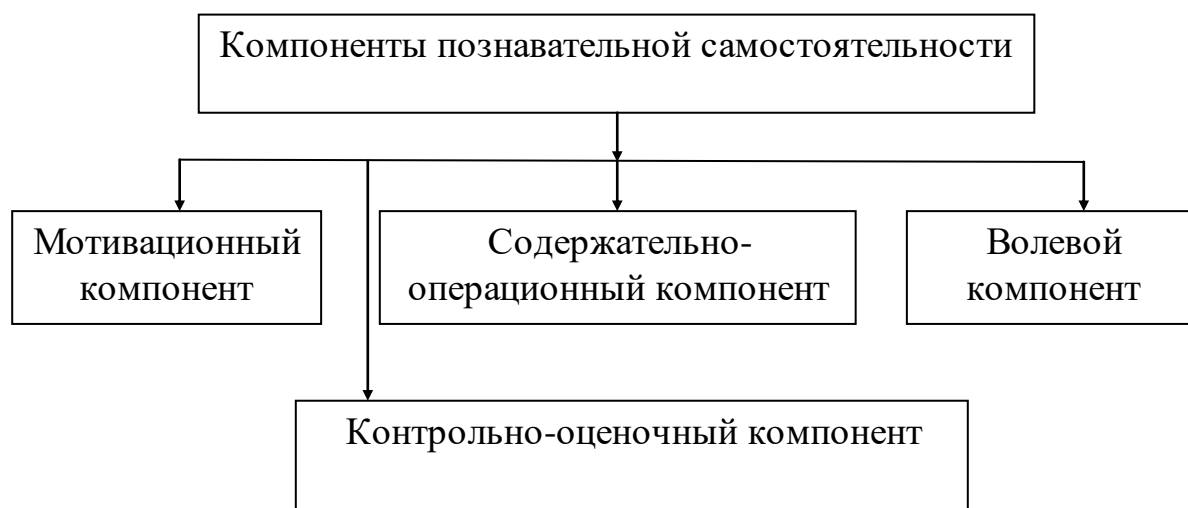 Компоненты познавательной самостоятельности
Мотивационный
компонент
Содержательно-
операционный компонент
Волевой
компонент
Контрольно-оценочный компонент